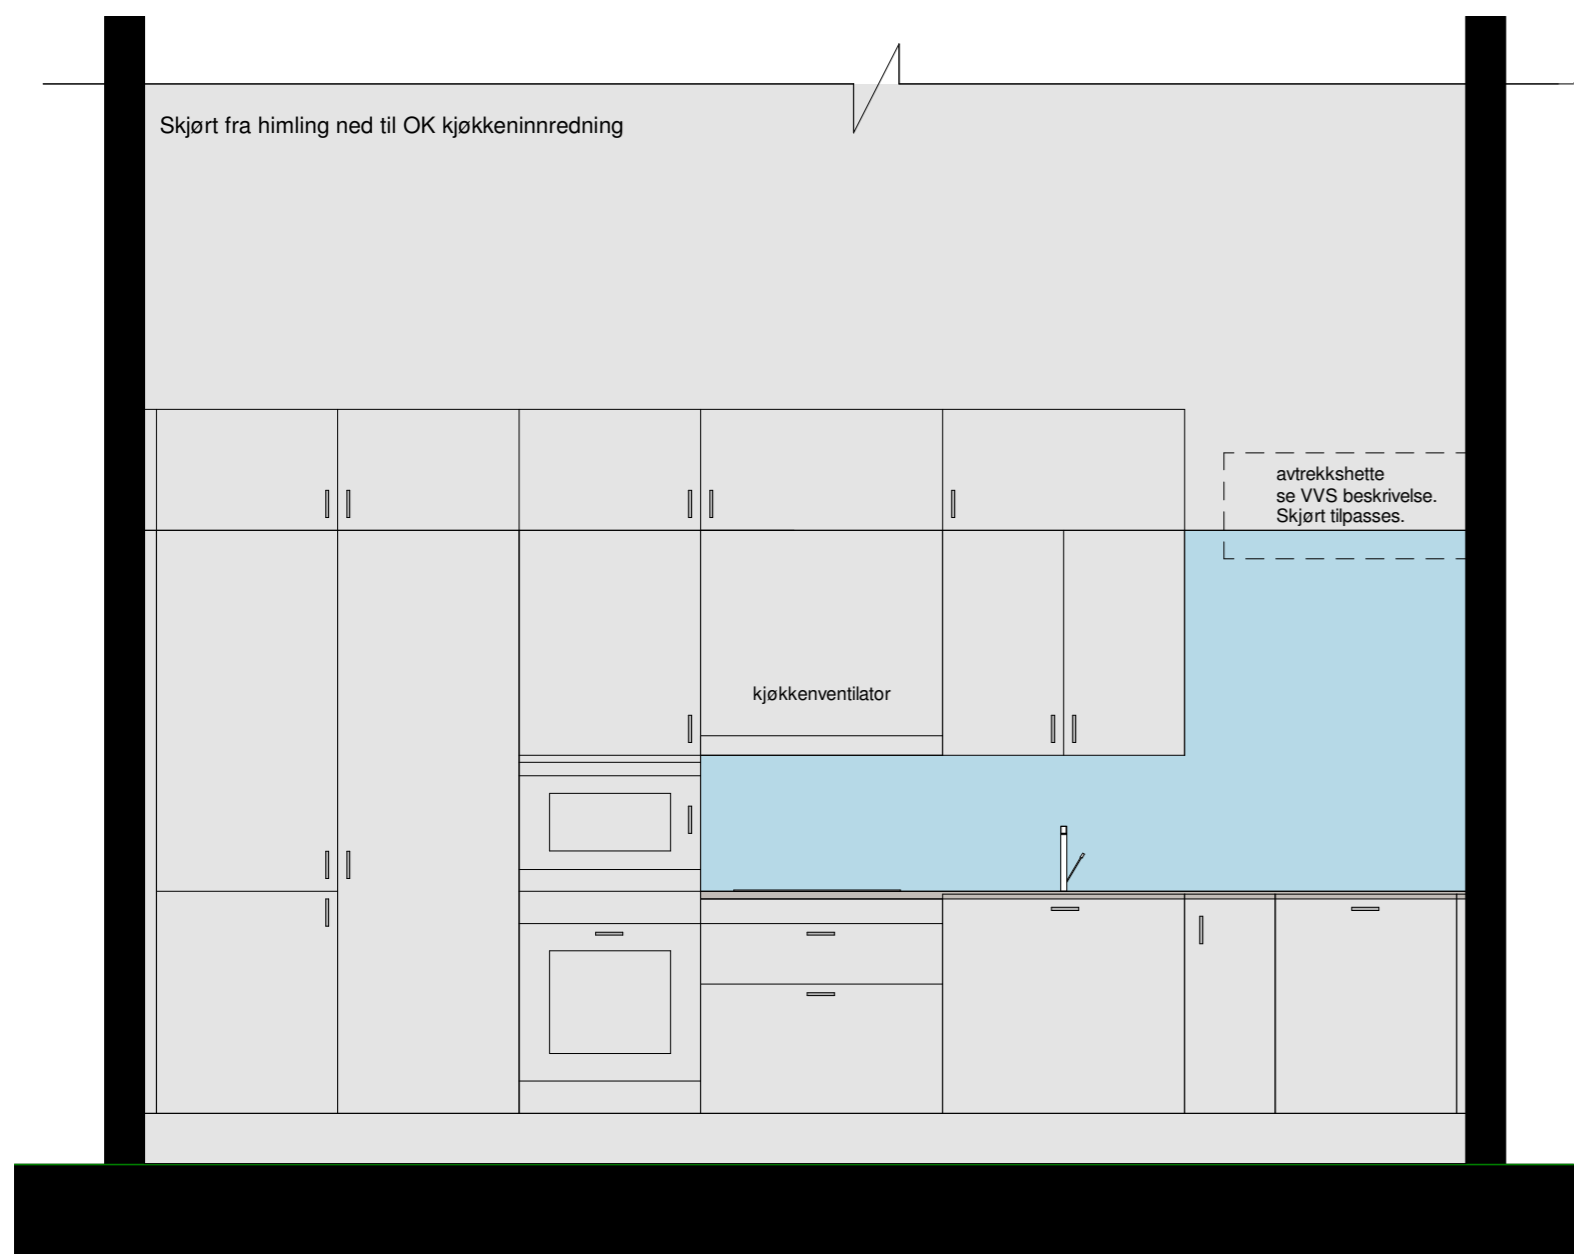 Skjørt fra himling ned til OK kjøkkeninnredning
avtrekkshette
se VVS beskrivelse.
Skjørt tilpasses.
kjøkkenventilator